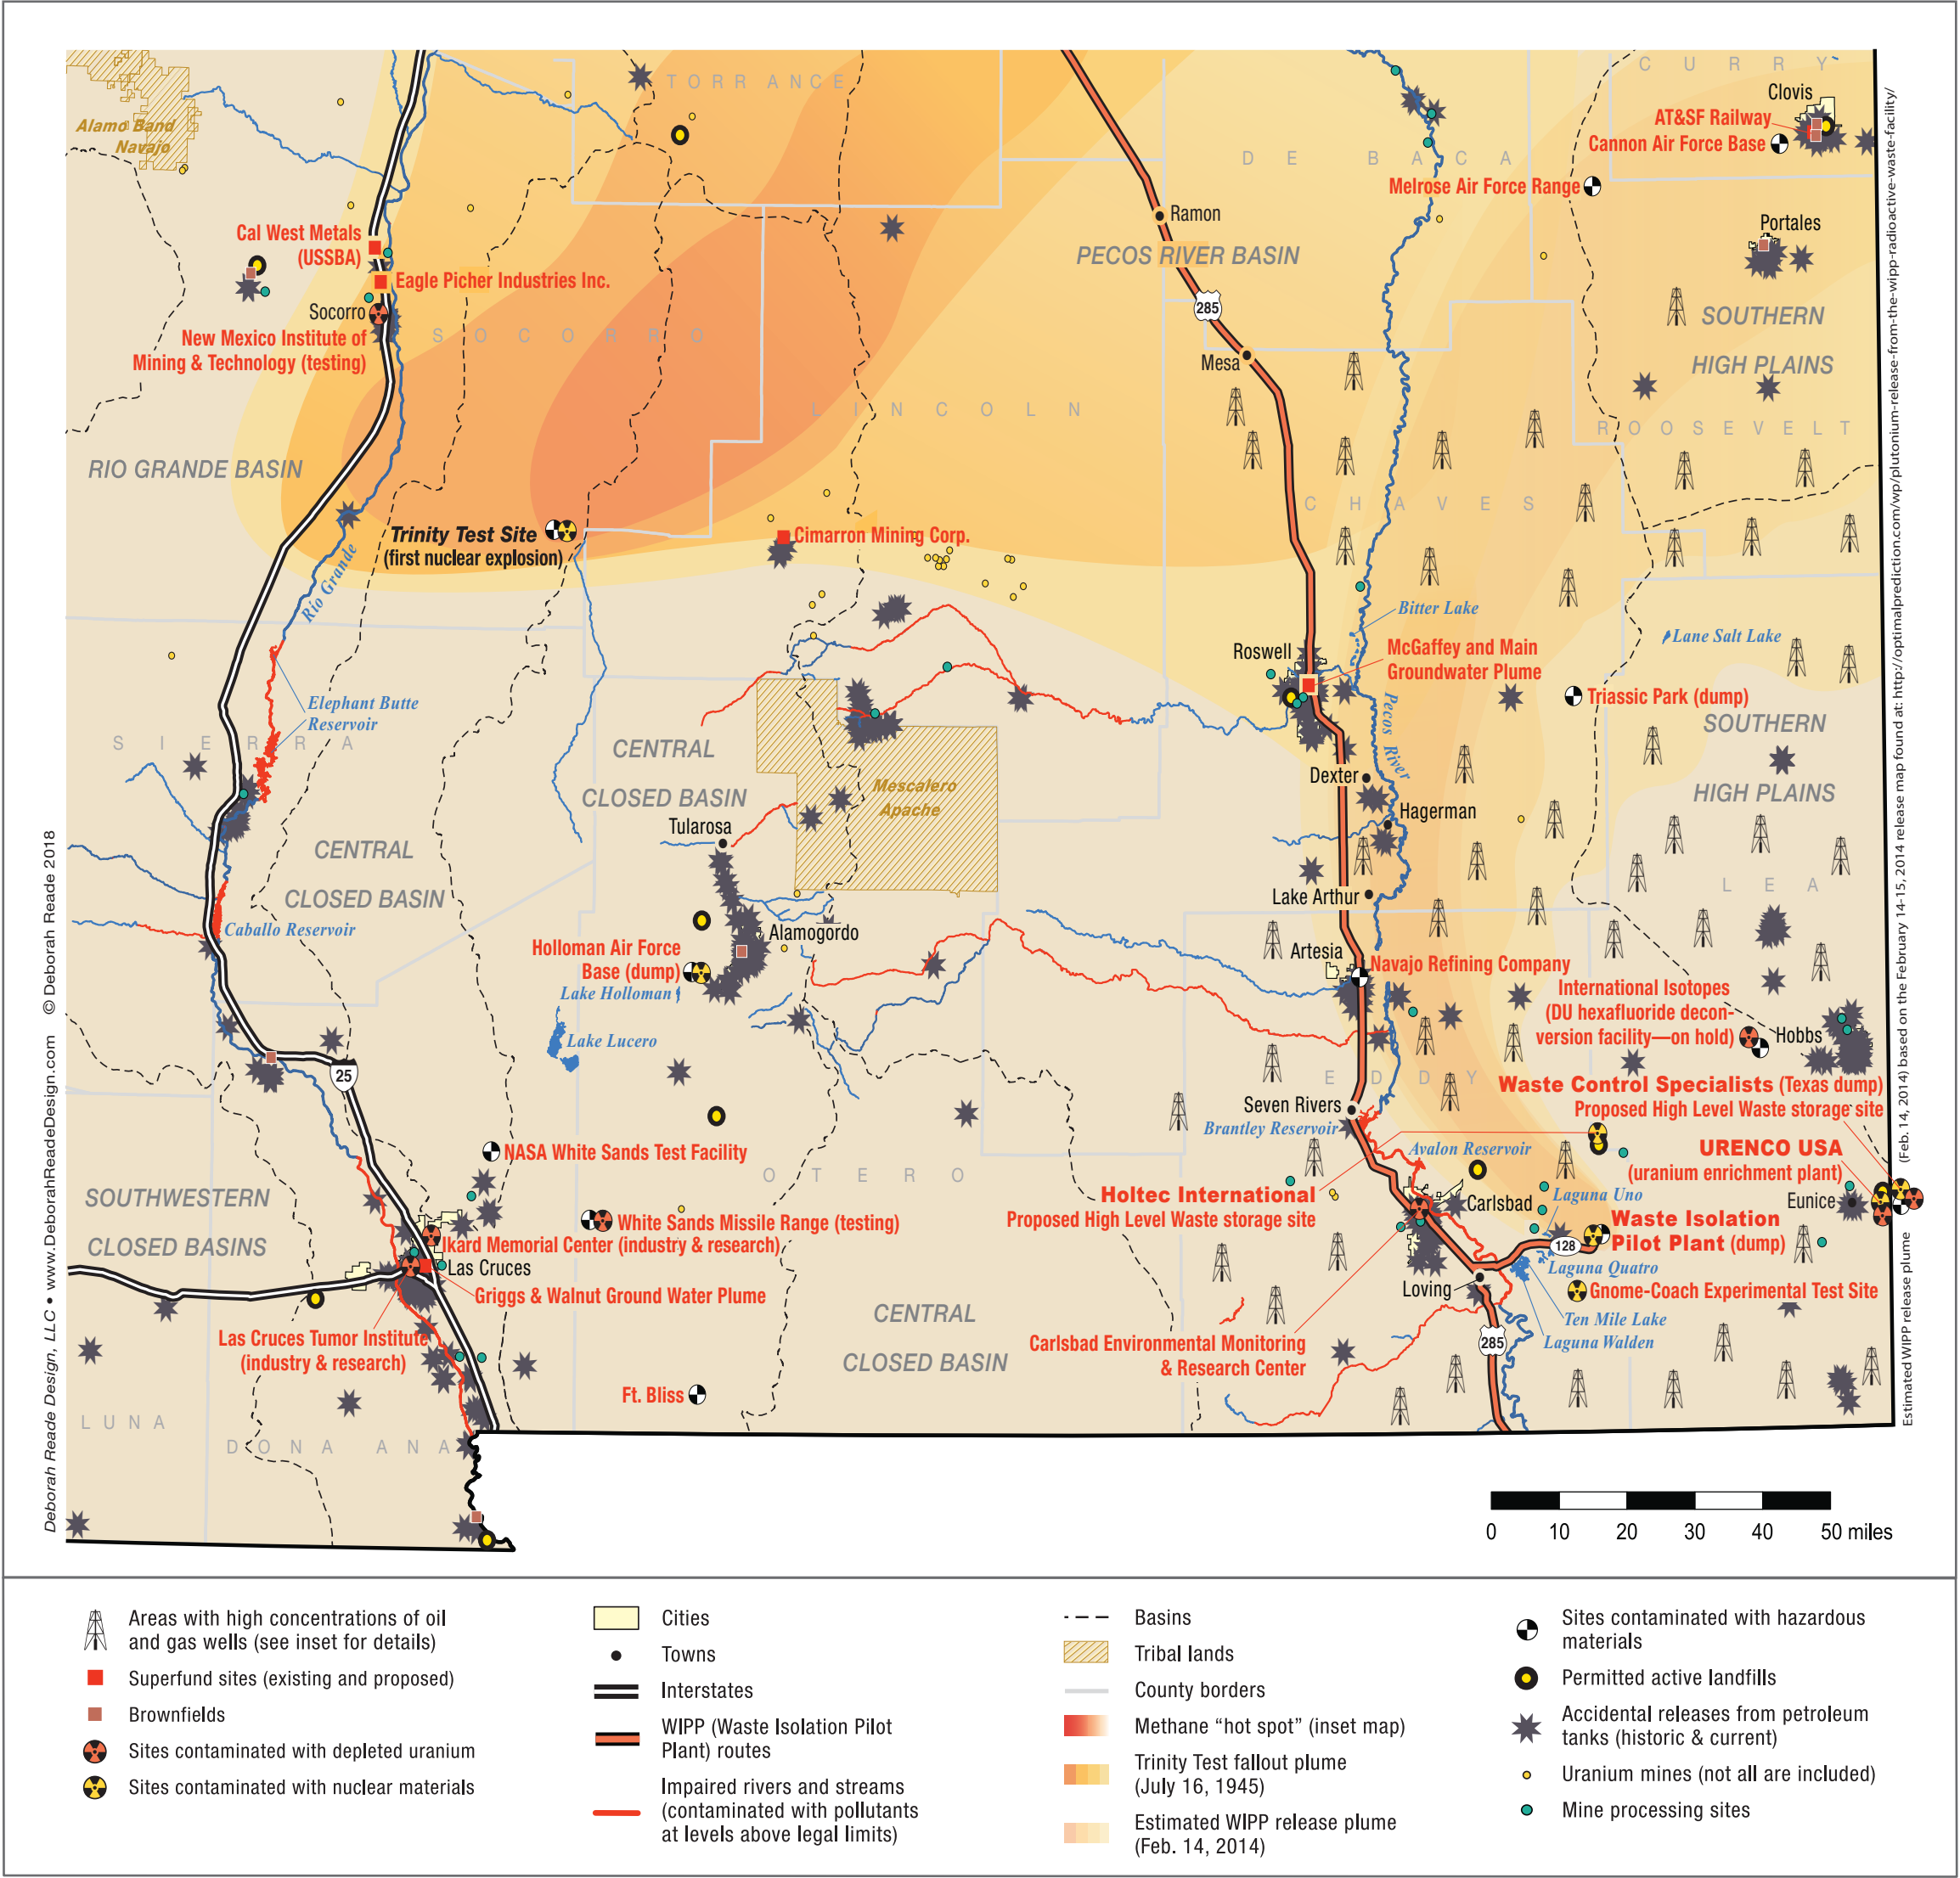 TORRANCE
CURRY
Clovis
AT&SF Railway
Cannon Air Force Base
Alamo Band
Navajo
DE BACA
Melrose Air Force Range
Ramon
Portales
Cal West Metals
(USSBA)
PECOS RIVER BASIN
Eagle Picher Industries Inc.
285
Socorro
SOUTHERN
HIGH PLAINS
New Mexico Institute of
Mining & Technology (testing)
SOCORRO
Mesa
LINCOLN
ROOSEVELT
RIO GRANDE BASIN
CHAVES
Trinity Test Site
(first nuclear explosion)
Cimarron Mining Corp.
Rio Grande
Bitter Lake
Lane Salt Lake
Roswell
McGaffey and Main
Groundwater Plume
Triassic Park (dump)
Elephant Butte
Reservoir
Pecos River
SIERRA
CENTRAL
CLOSED BASIN
SOUTHERN
HIGH PLAINS
Mescalero
Apache
Dexter
Hagerman
Tularosa
CENTRAL
CLOSED BASIN
LEA
Lake Arthur
Caballo Reservoir
Alamogordo
Holloman Air Force
Base (dump)
Lake Holloman
Artesia
Navajo Refining Company
International Isotopes
(DU hexafluoride decon-
version facility—on hold)
Hobbs
Lake Lucero
25
EDDY
Waste Control Specialists (Texas dump)
Proposed High Level Waste storage site
Seven Rivers
Brantley Reservoir
Avalon Reservoir
URENCO USA
(uranium enrichment plant)
Eunice
NASA White Sands Test Facility
OTERO
Holtec International
Proposed High Level Waste storage site
Carlsbad
Laguna Uno
SOUTHWESTERN
CLOSED BASINS
White Sands Missile Range (testing)
Ikard Memorial Center (industry & research)
Waste Isolation
Pilot Plant (dump)
128
Las Cruces
Laguna Quatro
Loving
Gnome-Coach Experimental Test Site
Griggs & Walnut Ground Water Plume
CENTRAL
CLOSED BASIN
Ten Mile Lake
Laguna Walden
Las Cruces Tumor Institute
(industry & research)
Carlsbad Environmental Monitoring
& Research Center
285
Ft. Bliss
LUNA
DONA ANA
0 10 20 30 40 50 miles
Deborah Reade Design, LLC • www.DeborahReadeDesign.com © Deborah Reade 2018
Estimated WIPP release plume (Feb. 14, 2014) based on the February 14-15, 2014 release map found at: http://optimalprediction.com/wp/plutonium-release-from-the-wipp-radioactive-waste-facility/
Areas with high concentrations of oil
and gas wells (see inset for details)
Superfund sites (existing and proposed)
Brownfields
Sites contaminated with depleted uranium
Sites contaminated with nuclear materials
Cities
Towns
Interstates
WIPP (Waste Isolation Pilot
Plant) routes
Impaired rivers and streams
(contaminated with pollutants
at levels above legal limits)
Basins
Tribal lands
County borders
Methane “hot spot” (inset map)
Trinity Test fallout plume
(July 16, 1945)
Estimated WIPP release plume
(Feb. 14, 2014)
Sites contaminated with hazardous
materials
Permitted active landfills
Accidental releases from petroleum
tanks (historic & current)
Uranium mines (not all are included)
Mine processing sites